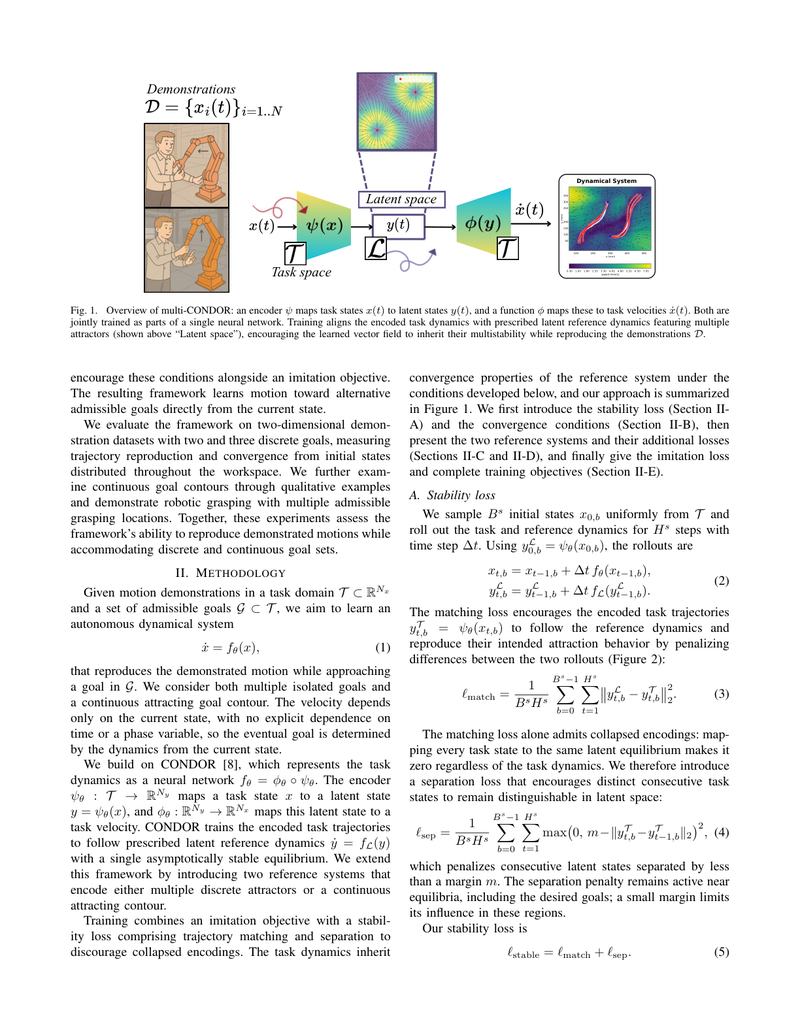 Demonstrations
𝒟 = {x_i(t)}_{i=1..N}
Latent space
x(t)
ψ(x)
y(t)
ϕ(y)
ẋ(t)
𝒯
ℒ
𝒯
Task space
Dynamical System
Fig. 1. Overview of multi-CONDOR: an encoder ψ maps task states x(t) to latent states y(t), and a function ϕ maps these to task velocities ẋ(t). Both are
jointly trained as parts of a single neural network. Training aligns the encoded task dynamics with prescribed latent reference dynamics featuring multiple
attractors (shown above “Latent space”), encouraging the learned vector field to inherit their multistability while reproducing the demonstrations 𝒟.
encourage these conditions alongside an imitation objective.
The resulting framework learns motion toward alternative
admissible goals directly from the current state.
We evaluate the framework on two-dimensional demon-
stration datasets with two and three discrete goals, measuring
trajectory reproduction and convergence from initial states
distributed throughout the workspace. We further exam-
ine continuous goal contours through qualitative examples
and demonstrate robotic grasping with multiple admissible
grasping locations. Together, these experiments assess the
framework’s ability to reproduce demonstrated motions while
accommodating discrete and continuous goal sets.
II. METHODOLOGY
Given motion demonstrations in a task domain 𝒯 ⊂ ℝ^{N_x}
and a set of admissible goals 𝒢 ⊂ 𝒯, we aim to learn an
autonomous dynamical system
ẋ = f_θ(x), (1)
that reproduces the demonstrated motion while approaching
a goal in 𝒢. We consider both multiple isolated goals and
a continuous attracting goal contour. The velocity depends
only on the current state, with no explicit dependence on
time or a phase variable, so the eventual goal is determined
by the dynamics from the current state.
We build on CONDOR [8], which represents the task
dynamics as a neural network f_θ = ϕ_θ ∘ ψ_θ. The encoder
ψ_θ : 𝒯 → ℝ^{N_y} maps a task state x to a latent state
y = ψ_θ(x), and ϕ_θ : ℝ^{N_y} → ℝ^{N_x} maps this latent state to a
task velocity. CONDOR trains the encoded task trajectories
to follow prescribed latent reference dynamics ẏ = f_ℒ(y)
with a single asymptotically stable equilibrium. We extend
this framework by introducing two reference systems that
encode either multiple discrete attractors or a continuous
attracting contour.
Training combines an imitation objective with a stabil-
ity loss comprising trajectory matching and separation to
discourage collapsed encodings. The task dynamics inherit
convergence properties of the reference system under the
conditions developed below, and our approach is summarized
in Figure 1. We first introduce the stability loss (Section II-
A) and the convergence conditions (Section II-B), then
present the two reference systems and their additional losses
(Sections II-C and II-D), and finally give the imitation loss
and complete training objectives (Section II-E).
A. Stability loss
We sample B^s initial states x_{0,b} uniformly from 𝒯 and
roll out the task and reference dynamics for H^s steps with
time step Δt. Using y^ℒ_{0,b} = ψ_θ(x_{0,b}), the rollouts are
x_{t,b} = x_{t−1,b} + Δt f_θ(x_{t−1,b}),
y^ℒ_{t,b} = y^ℒ_{t−1,b} + Δt f_ℒ(y^ℒ_{t−1,b}). (2)
The matching loss encourages the encoded task trajectories
y^𝒯_{t,b} = ψ_θ(x_{t,b}) to follow the reference dynamics and
reproduce their intended attraction behavior by penalizing
differences between the two rollouts (Figure 2):
ℓ_match = 1/(B^s H^s) ∑_{b=0}^{B^s−1} ∑_{t=1}^{H^s} ‖y^ℒ_{t,b} − y^𝒯_{t,b}‖²₂. (3)
The matching loss alone admits collapsed encodings: map-
ping every task state to the same latent equilibrium makes it
zero regardless of the task dynamics. We therefore introduce
a separation loss that encourages distinct consecutive task
states to remain distinguishable in latent space:
ℓ_sep = 1/(B^s H^s) ∑_{b=0}^{B^s−1} ∑_{t=1}^{H^s} max(0, m−‖y^𝒯_{t,b}−y^𝒯_{t−1,b}‖₂)², (4)
which penalizes consecutive latent states separated by less
than a margin m. The separation penalty remains active near
equilibria, including the desired goals; a small margin limits
its influence in these regions.
Our stability loss is
ℓ_stable = ℓ_match + ℓ_sep. (5)